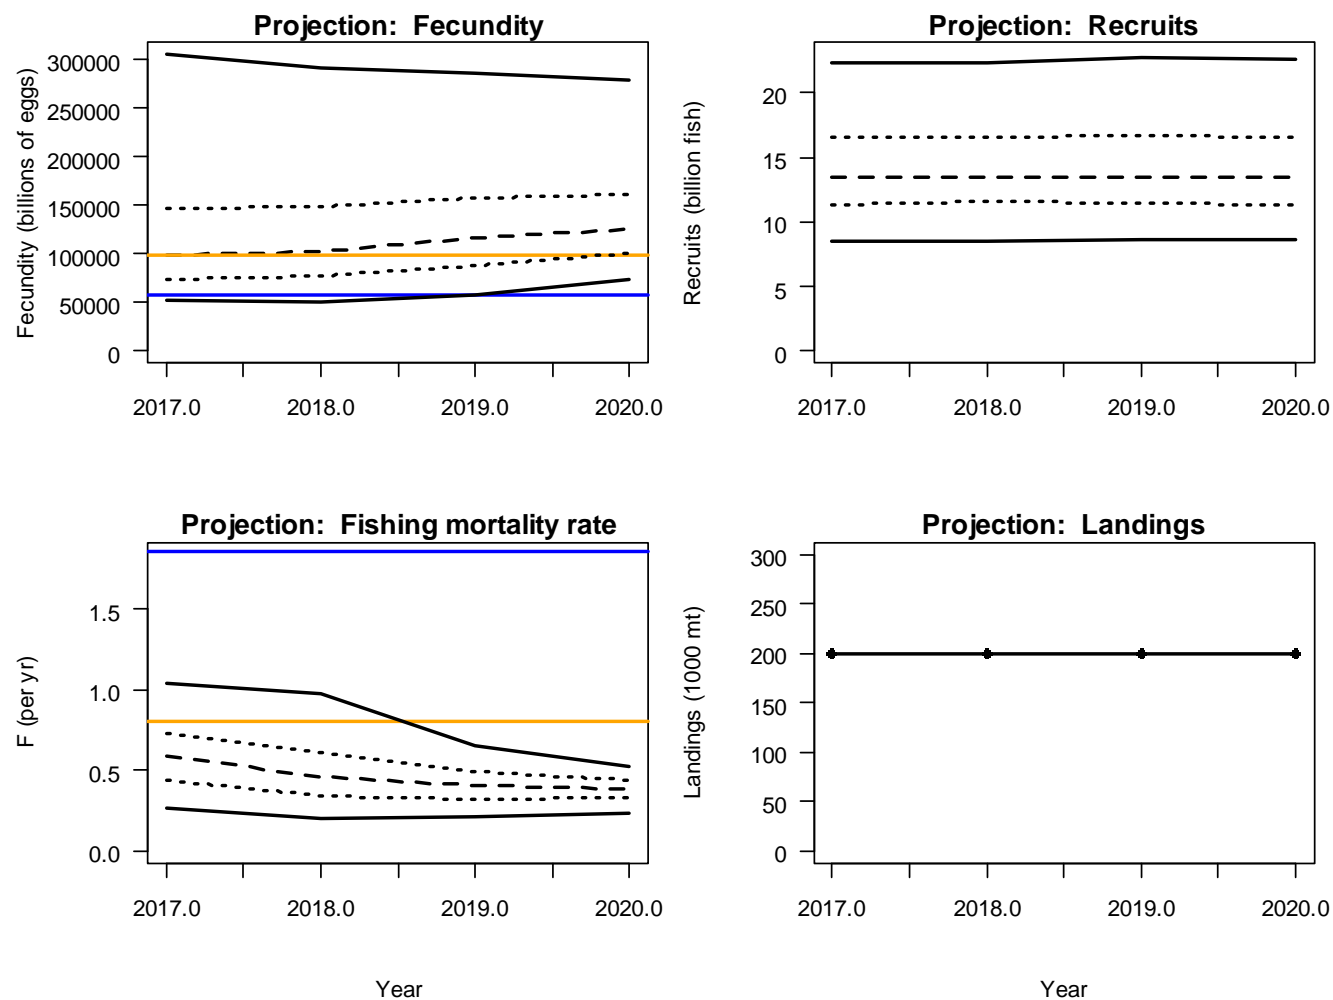 Projection: Fecundity
Fecundity (billions of eggs)
300000
250000
200000
150000
100000
50000
0
2017.0 2018.0 2019.0 2020.0
Projection: Recruits
Recruits (billion fish)
20
15
10
5
0
2017.0 2018.0 2019.0 2020.0
Projection: Fishing mortality rate
F (per yr)
1.5
1.0
0.5
0.0
2017.0 2018.0 2019.0 2020.0
Year
Projection: Landings
Landings (1000 mt)
300
250
200
150
100
50
0
2017.0 2018.0 2019.0 2020.0
Year